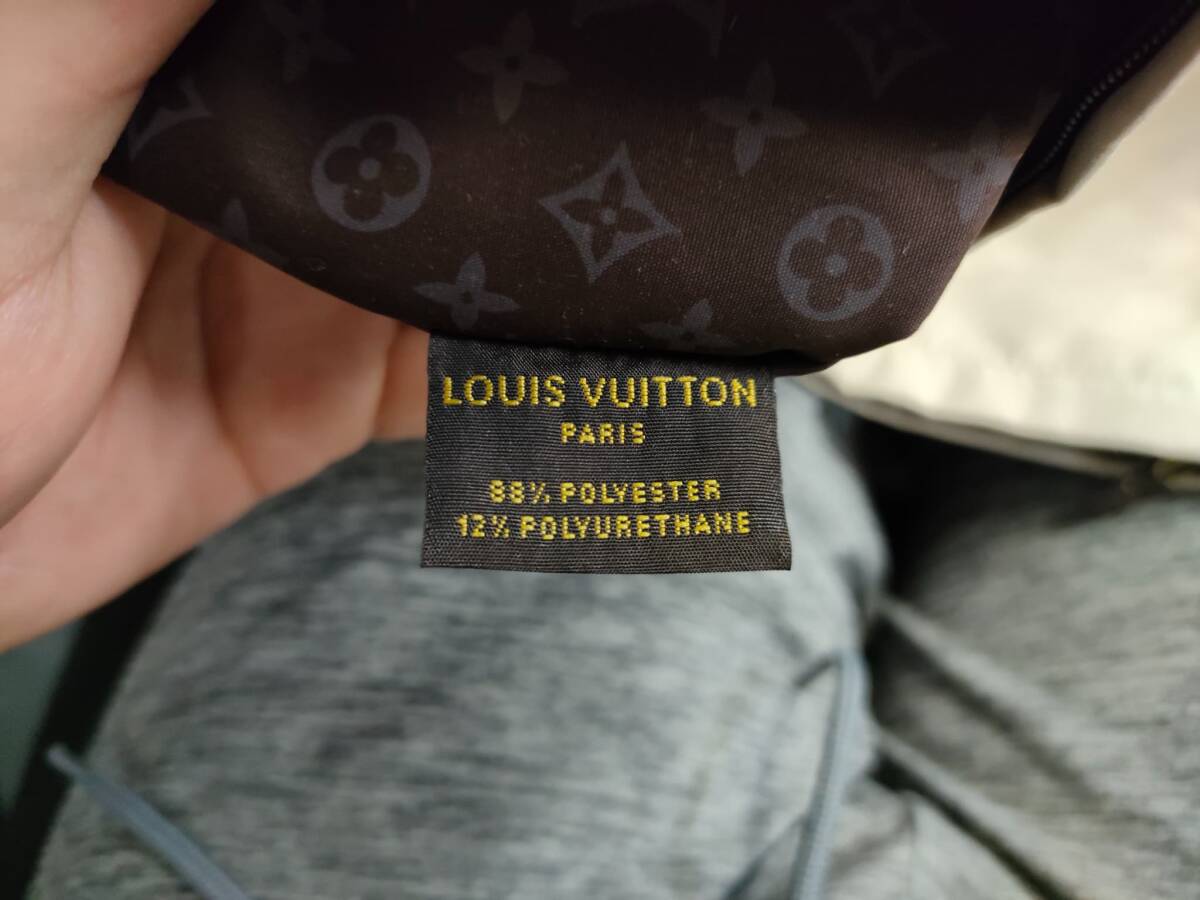 LOUIS VUITTON
PARIS
88% POLYESTER
12% POLYURETHANE